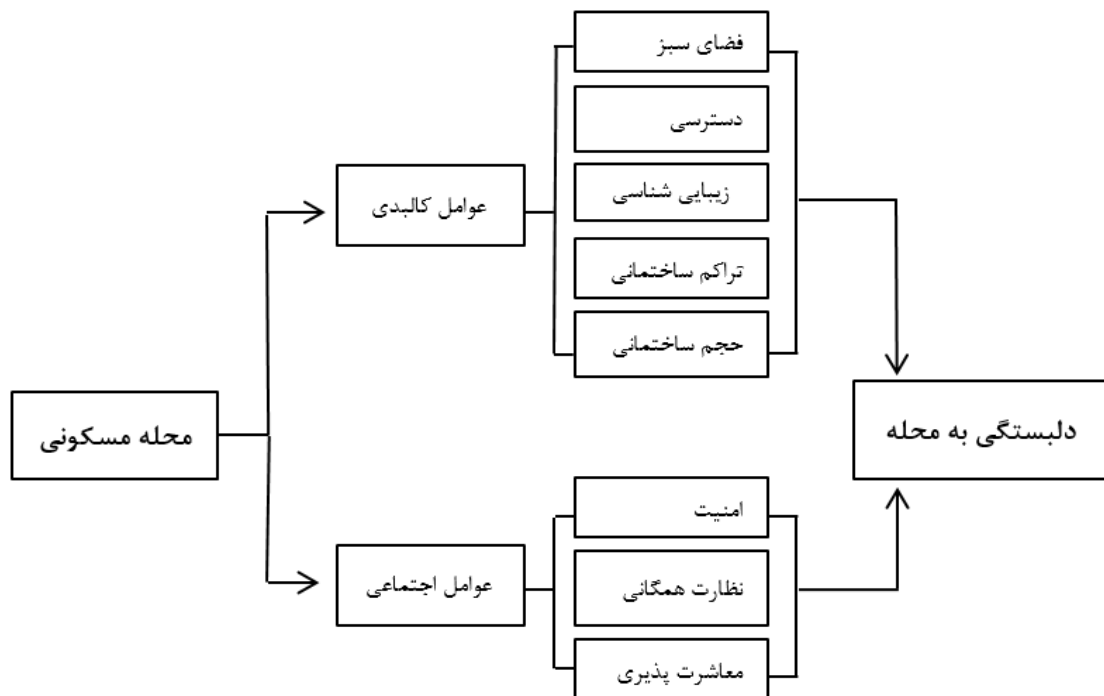 محله مسکونی
عوامل کالبدی
فضای سبز
دسترسی
زیبایی شناسی
تراکم ساختمانی
حجم ساختمانی
عوامل اجتماعی
امنیت
نظارت همگانی
معاشرت پذیری
دلبستگی به محله